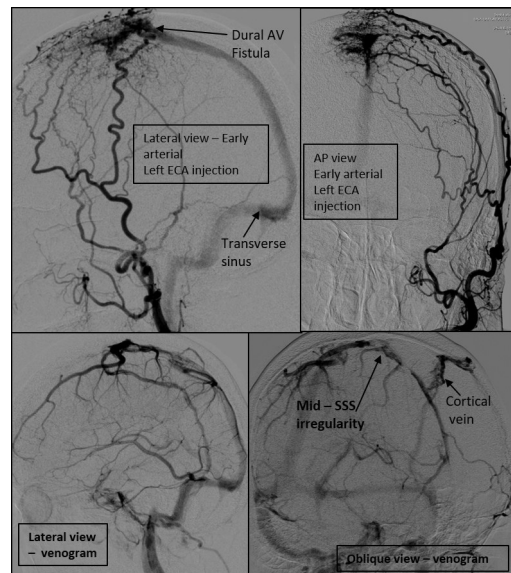 Dural AV
Fistula
Lateral view – Early
arterial
Left ECA injection
Transverse
sinus
AP view
Early arterial
Left ECA
injection
Lateral view
– venogram
Mid – SSS
irregularity
Cortical
vein
Oblique view – venogram